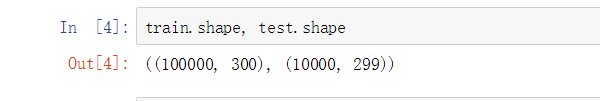 In [4]: train.shape, test.shape
Out[4]: ((100000, 300), (10000, 299))